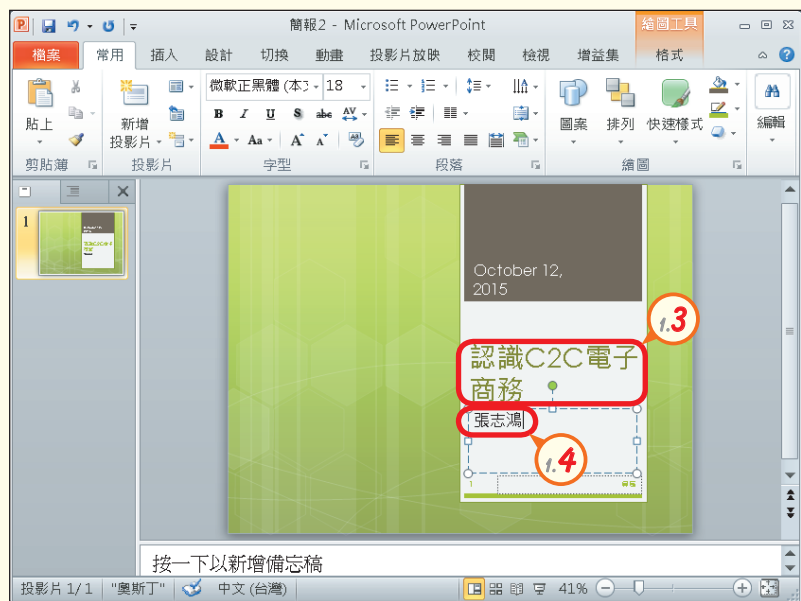 簡報2 - Microsoft PowerPoint
繪圖工具
檔案 常用 插入 設計 切換 動畫 投影片放映 校閱 檢視 增益集 格式
微軟正黑體 (本文 18
貼上 新增投影片 圖案 排列 快速樣式 編輯
B I U S abc AV
A Aa A A
剪貼簿 投影片 字型 段落 繪圖
1
October 12,
2015
1.3
認識C2C電子
商務
張志鴻
1.4
1
按一下以新增備忘稿
投影片 1/1 "奧斯丁" 中文 (台灣) 41%